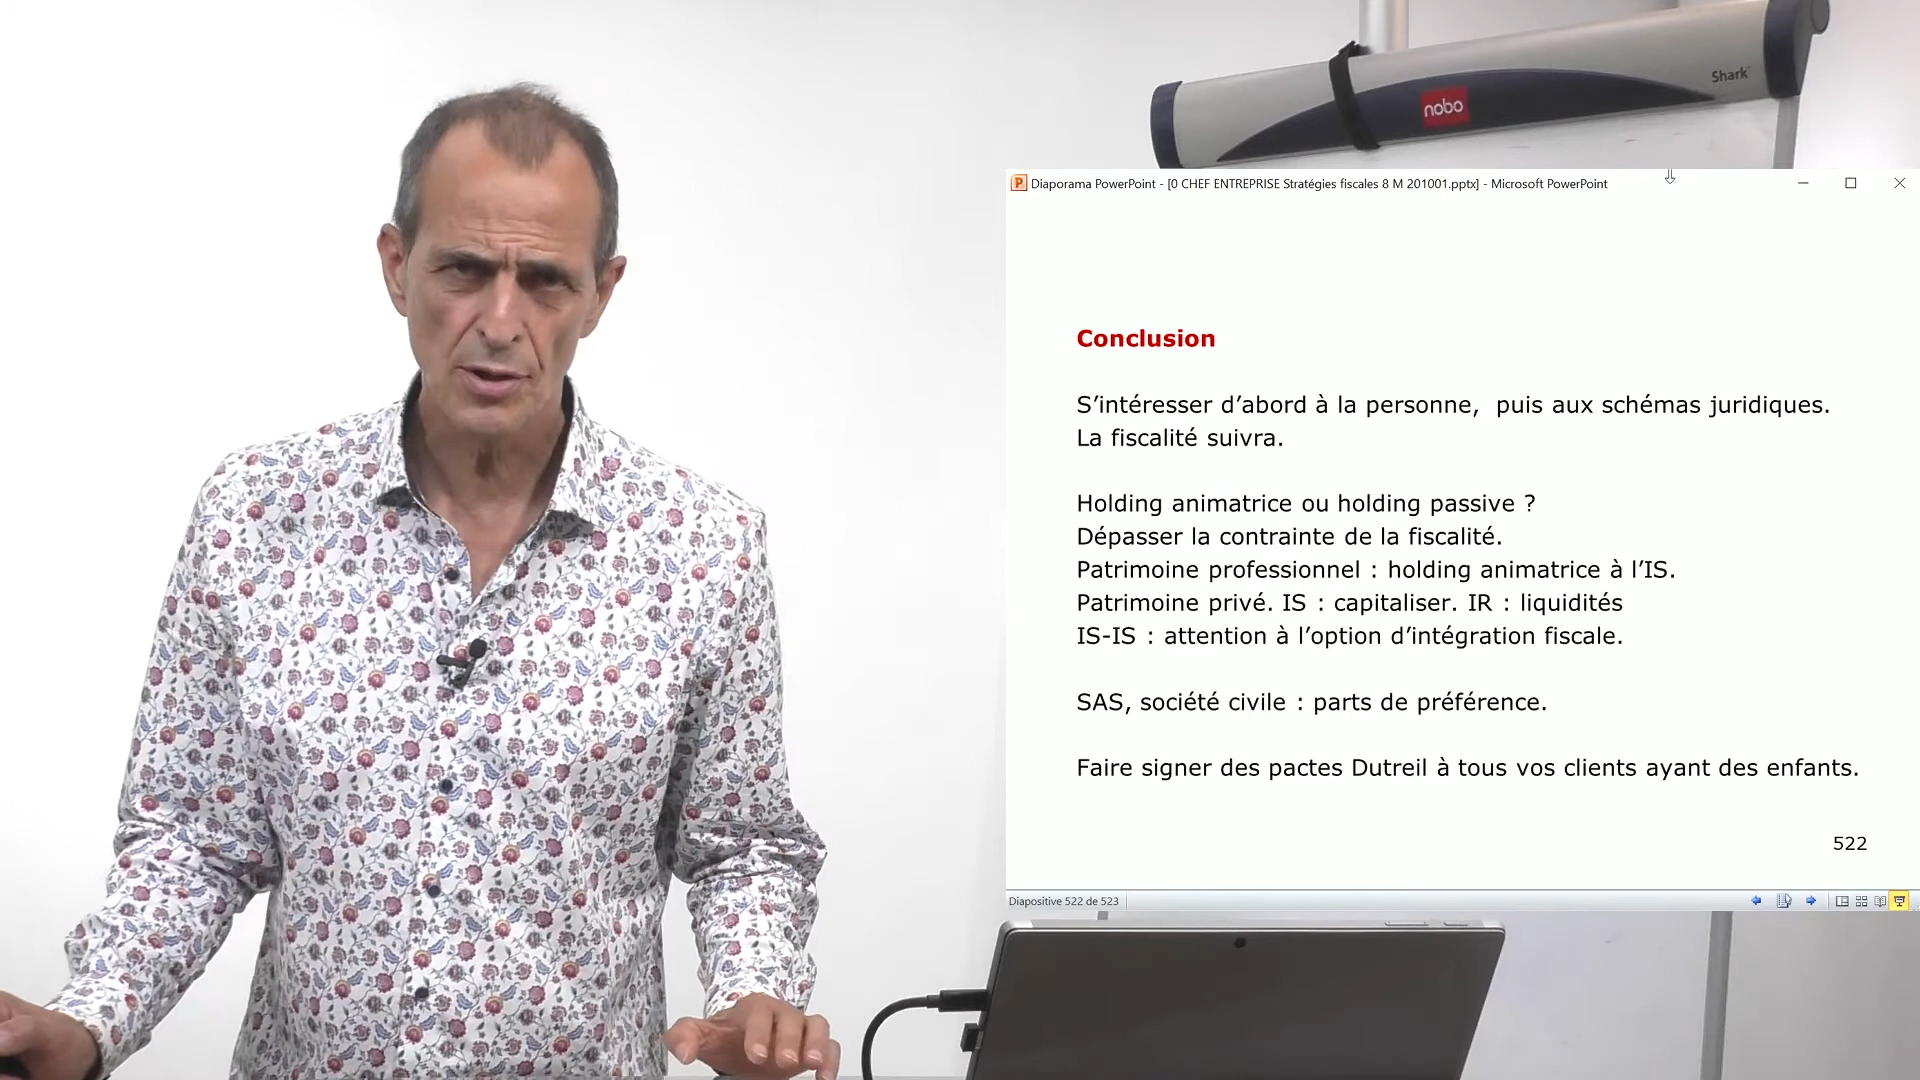 Shark
nobo
Diaporama PowerPoint - [0 CHEF ENTREPRISE Stratégies fiscales 8 M 201001.pptx] - Microsoft PowerPoint
Conclusion
S’intéresser d’abord à la personne,  puis aux schémas juridiques.
La fiscalité suivra.
Holding animatrice ou holding passive ?
Dépasser la contrainte de la fiscalité.
Patrimoine professionnel : holding animatrice à l’IS.
Patrimoine privé. IS : capitaliser. IR : liquidités
IS-IS : attention à l’option d’intégration fiscale.
SAS, société civile : parts de préférence.
Faire signer des pactes Dutreil à tous vos clients ayant des enfants.
522
Diapositive 522 de 523